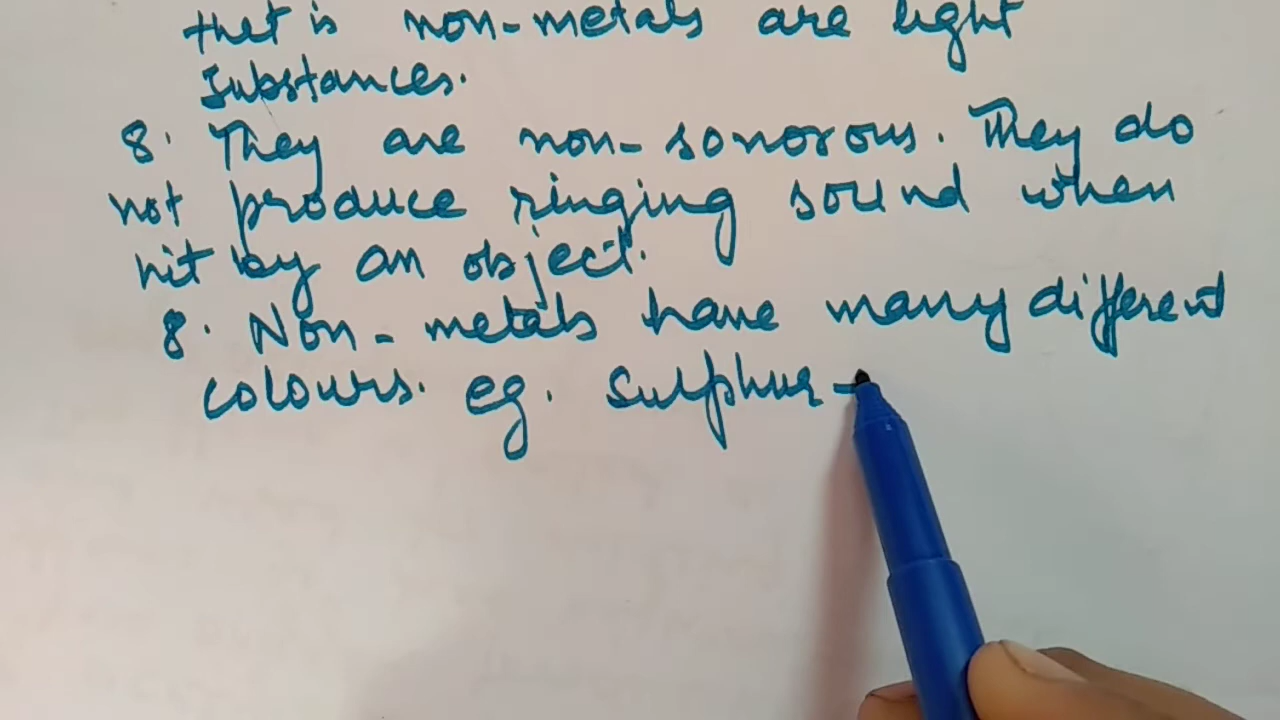 that is non-metals are light
substances.
8. They are non-sonorous. They do
not produce ringing sound when
hit by an object.
8. Non-metals have many different
colours. eg. Sulphur-